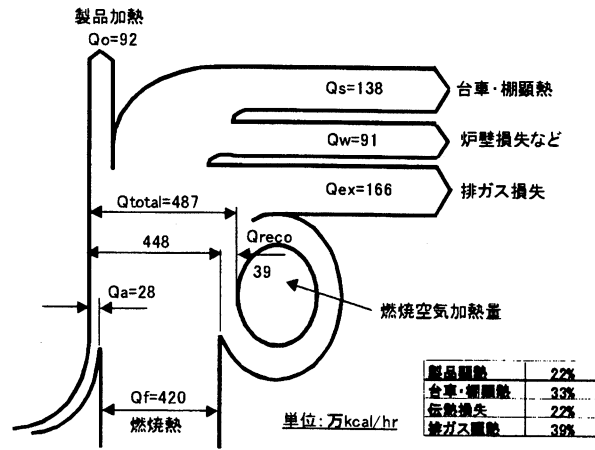 製品加熱
Qo=92
Qs=138
台車・棚顕熱
Qw=91
炉壁損失など
Qex=166
排ガス損失
Qtotal=487
448
Qreco
39
Qa=28
燃焼空気加熱量
Qf=420
燃焼熱
単位：万kcal/hr
製品顕熱 22%
台車・棚顕熱 33%
伝熱損失 22%
排ガス顕熱 39%